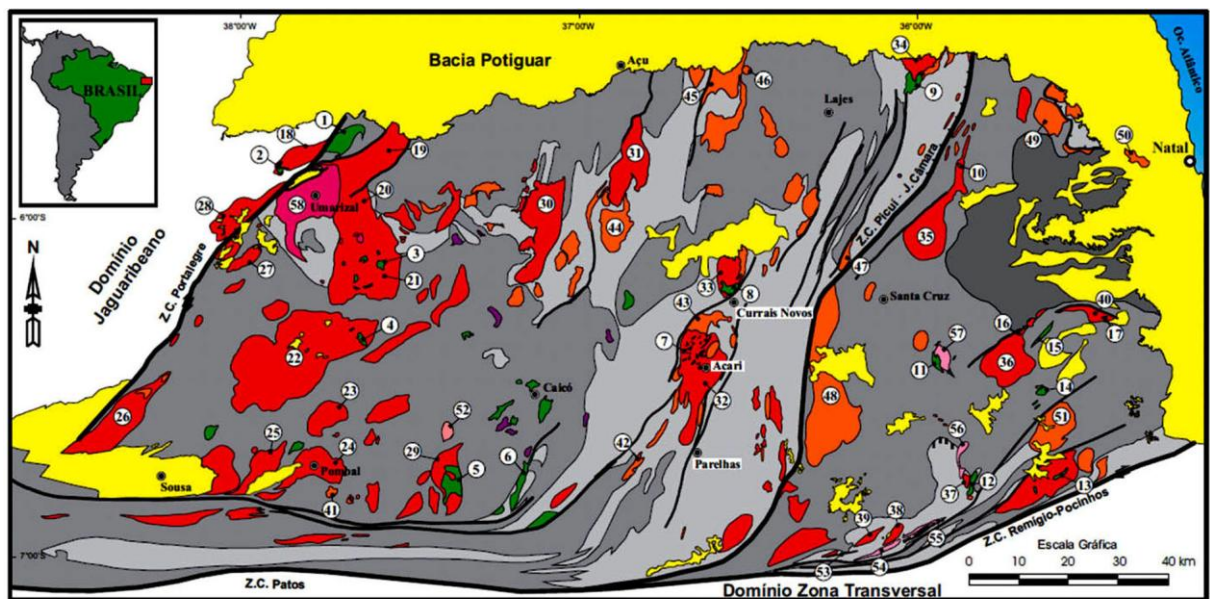 38°00'W
37°00'W
36°00'W
BRASIL
Bacia Potiguar
Açu
Oc. Atlântico
34
46
45
9
Lajes
1
18
2
19
49
50
Natal
31
20
10
Umarizal
58
28
6°00'S
30
44
Z.C. Picuí - J.Câmara
35
3
27
21
N
Domínio
Jaguaribeano
Z.C. Portalegre
47
33
8
43
Currais Novos
Santa Cruz
40
16
57
17
4
22
7
Acari
11
36
15
14
26
23
Caicó
32
48
52
51
25
24
29
42
56
Sousa
Pombal
5
6
Parelhas
12
37
13
41
39
38
55
Z.C. Remígio-Pocinhos
7°00'S
53
54
Escala Gráfica
0 10 20 30 40 km
Z.C. Patos
Domínio Zona Transversal